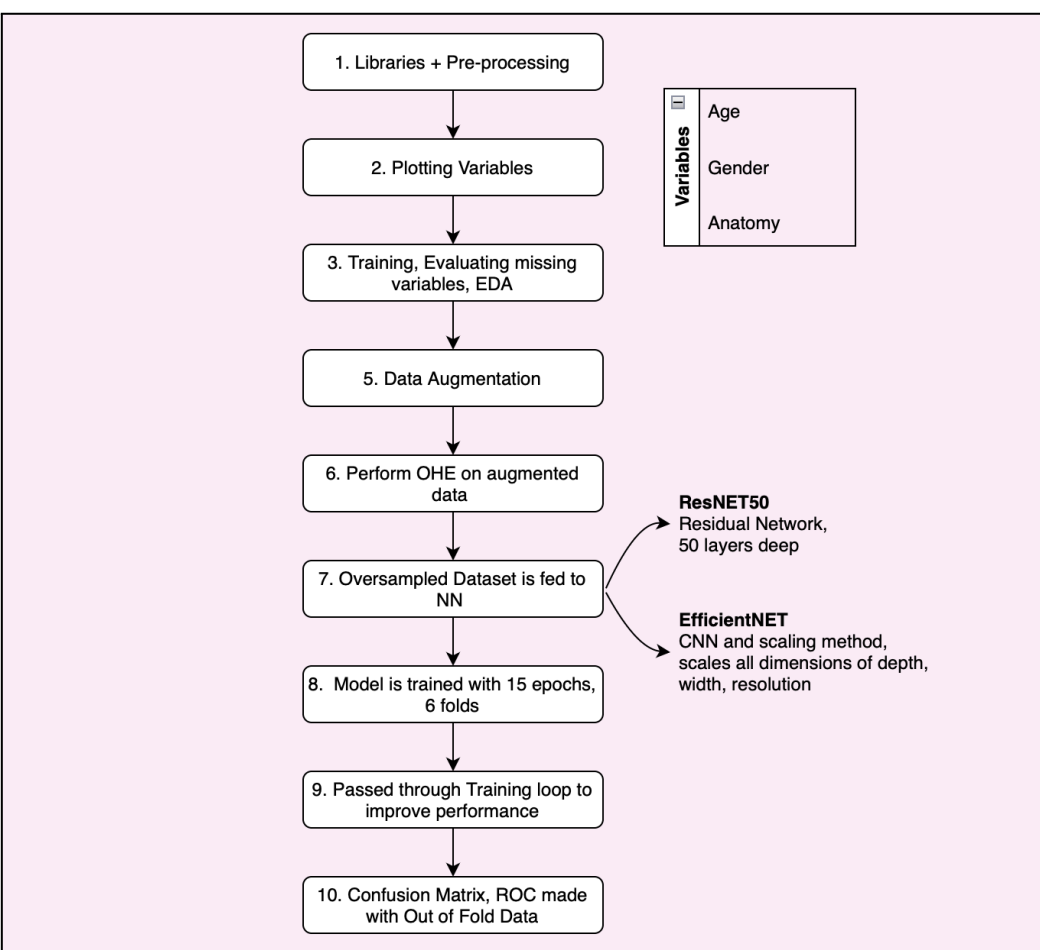 1. Libraries + Pre-processing
2. Plotting Variables
Variables
Age
Gender
Anatomy
3. Training, Evaluating missing
variables, EDA
5. Data Augmentation
6. Perform OHE on augmented
data
7. Oversampled Dataset is fed to
NN
ResNET50
Residual Network,
50 layers deep
EfficientNET
CNN and scaling method,
scales all dimensions of depth,
width, resolution
8. Model is trained with 15 epochs,
6 folds
9. Passed through Training loop to
improve performance
10. Confusion Matrix, ROC made
with Out of Fold Data